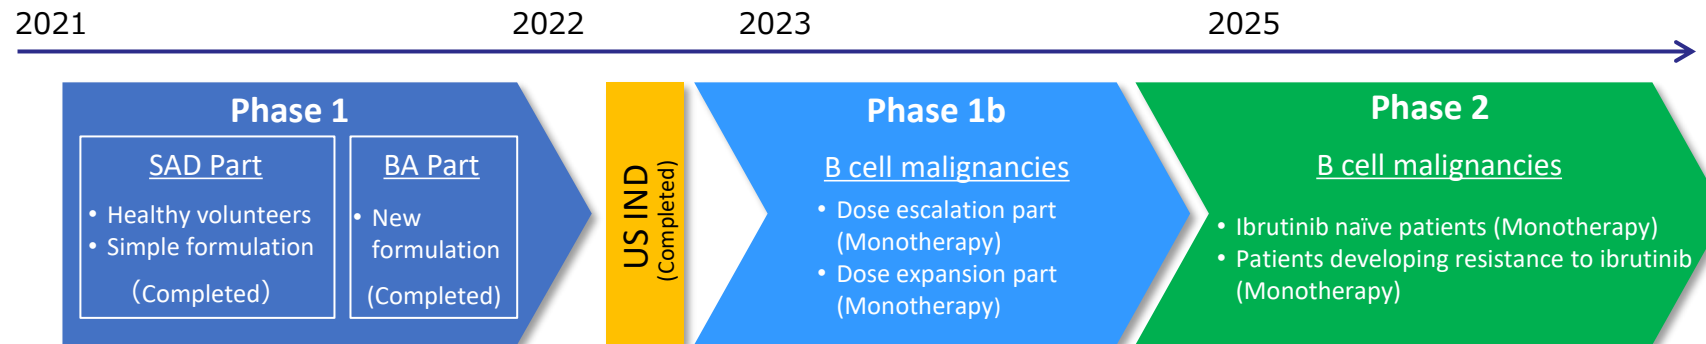 2021
2022
2023
2025
Phase 1
SAD Part
• Healthy volunteers
• Simple formulation
（Completed）
BA Part
• New
formulation
(Completed)
US IND
(Completed)
Phase 1b
B cell malignancies
• Dose escalation part
(Monotherapy)
• Dose expansion part
(Monotherapy)
Phase 2
B cell malignancies
• Ibrutinib naïve patients (Monotherapy)
• Patients developing resistance to ibrutinib
(Monotherapy)